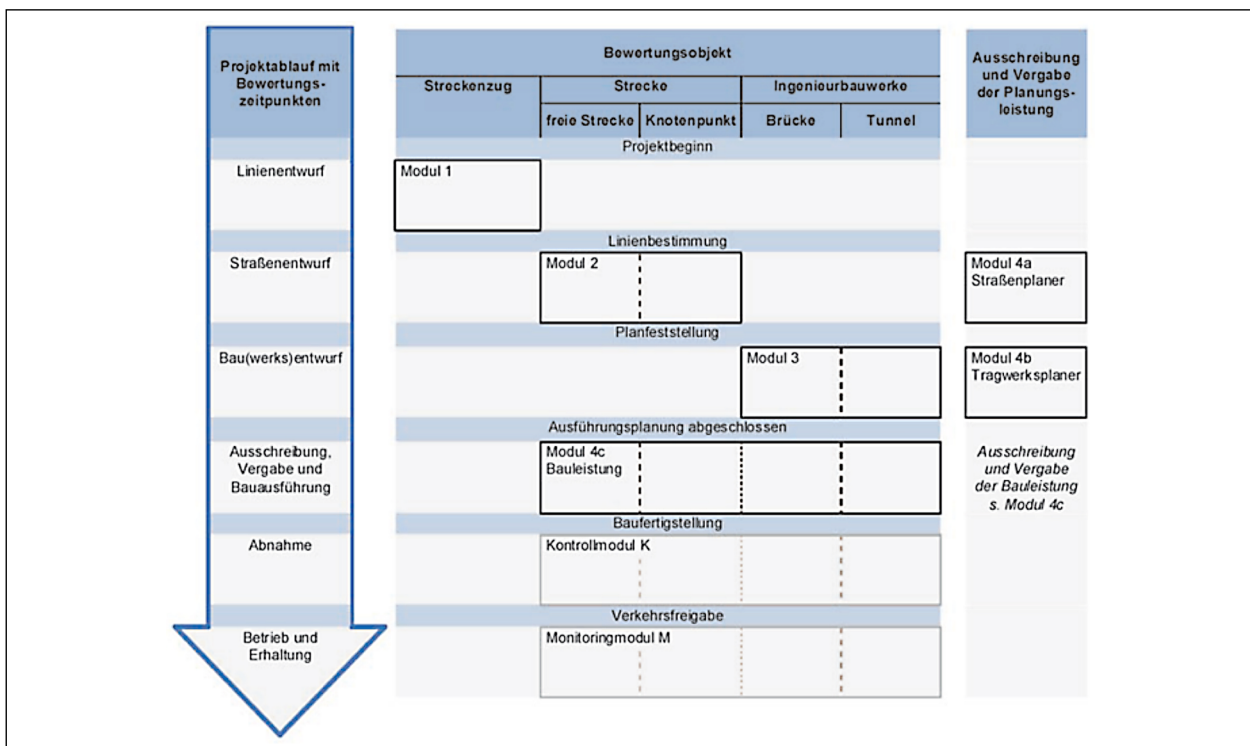 Projektablauf mit
Bewertungs-
zeitpunkten
Bewertungsobjekt
Streckenzug
Strecke
Ingenieurbauwerke
freie Strecke
Knotenpunkt
Brücke
Tunnel
Ausschreibung
und Vergabe
der Planungs-
leistung
Projektbeginn
Linienentwurf
Modul 1
Linienbestimmung
Straßenentwurf
Modul 2
Modul 4a
Straßenplaner
Planfeststellung
Bau(werks)entwurf
Modul 3
Modul 4b
Tragwerksplaner
Ausführungsplanung abgeschlossen
Ausschreibung,
Vergabe und
Bauausführung
Modul 4c
Bauleistung
Ausschreibung
und Vergabe
der Bauleistung
s. Modul 4c
Baufertigstellung
Abnahme
Kontrollmodul K
Verkehrsfreigabe
Betrieb und
Erhaltung
Monitoringmodul M